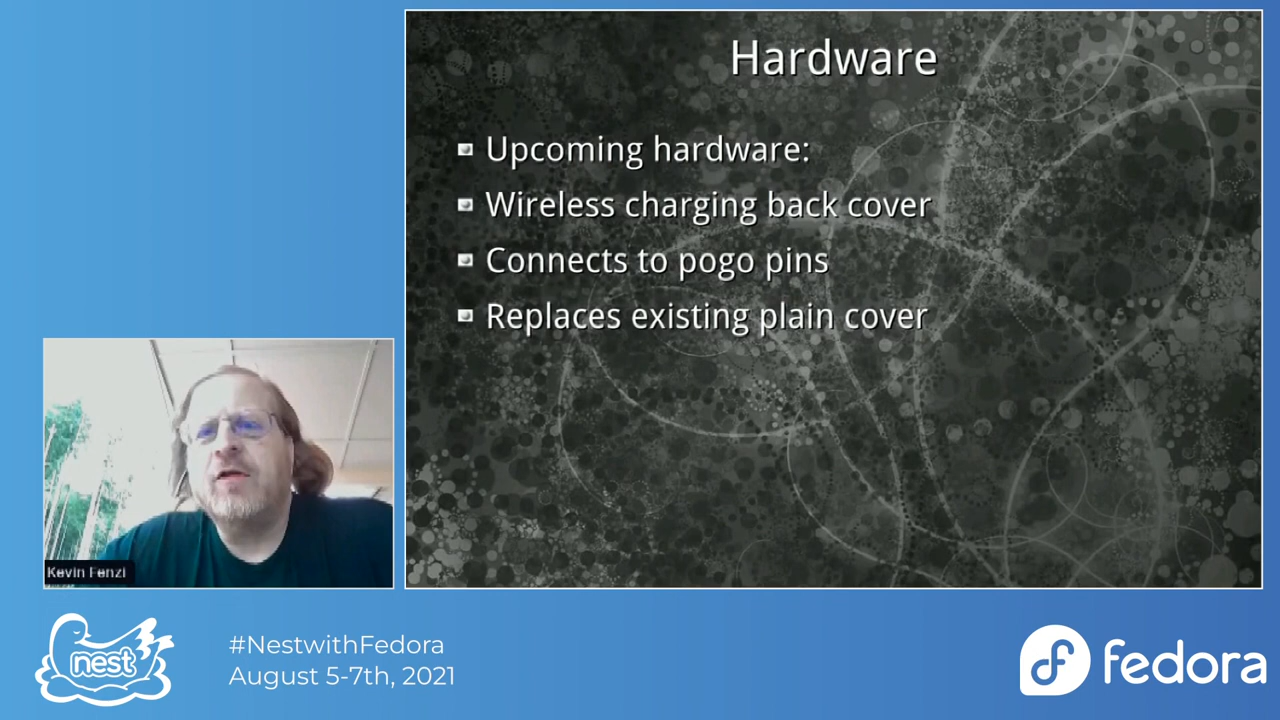 Hardware
Upcoming hardware:
Wireless charging back cover
Connects to pogo pins
Replaces existing plain cover
Kevin Fenzi
nest
#NestwithFedora
August 5-7th, 2021
fedora